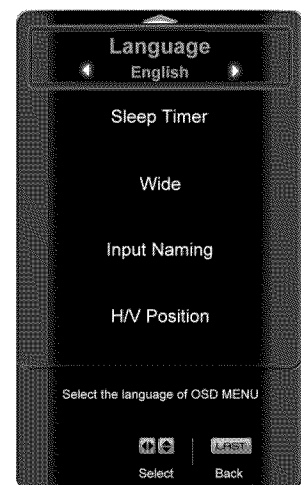 Language
English
Sleep Timer
Wide
Input Naming
H/V Position
Select the language of OSD MENU
LAST
Select Back